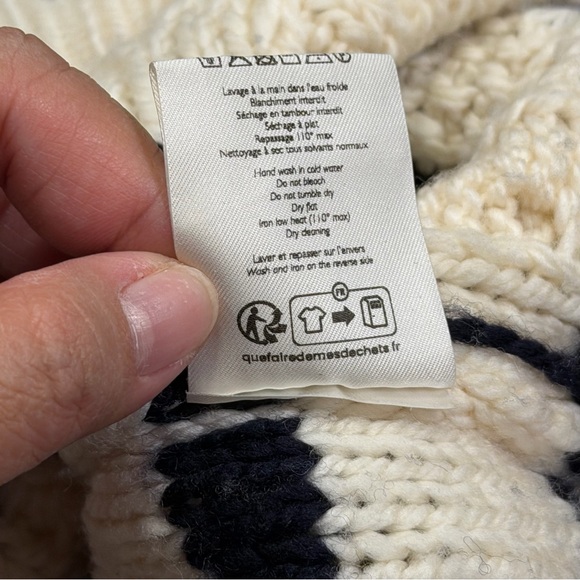 Lavage à la main dans l'eau froide
Blanchiment interdit
Séchage en tambour interdit
Séchage à plat
Repassage 110° max
Nettoyage à sec tous solvants normaux
Hand wash in cold water
Do not bleach
Do not tumble dry
Dry flat
Iron low heat (110° max)
Dry cleaning
Laver et repasser sur l'envers
Wash and iron on the reverse side
FR
quefairedemesdechets.fr